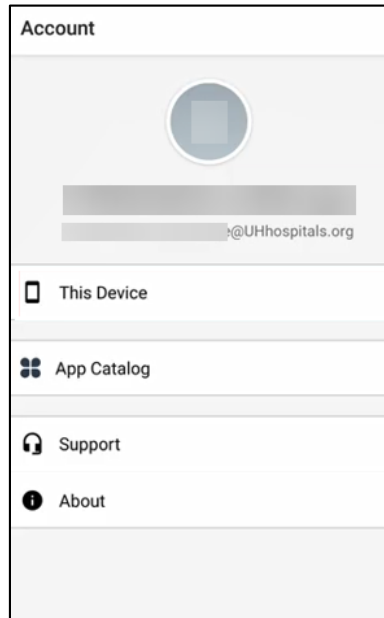 Account
@UHhospitals.org
This Device
App Catalog
Support
About